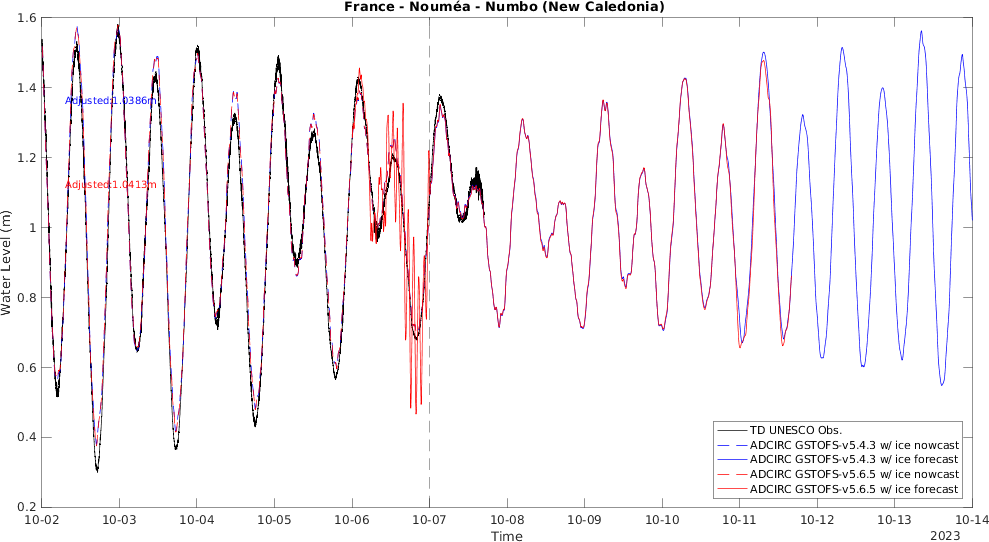 France - Nouméa - Numbo (New Caledonia)
1.6
1.4
1.2
1
0.8
0.6
0.4
0.2
Water Level (m)
Adjusted:1.0386m
Adjusted:1.0413m
TD UNESCO Obs.
ADCIRC GSTOFS-v5.4.3 w/ ice nowcast
ADCIRC GSTOFS-v5.4.3 w/ ice forecast
ADCIRC GSTOFS-v5.6.5 w/ ice nowcast
ADCIRC GSTOFS-v5.6.5 w/ ice forecast
10-02 10-03 10-04 10-05 10-06 10-07 10-08 10-09 10-10 10-11 10-12 10-13 10-14
Time
2023